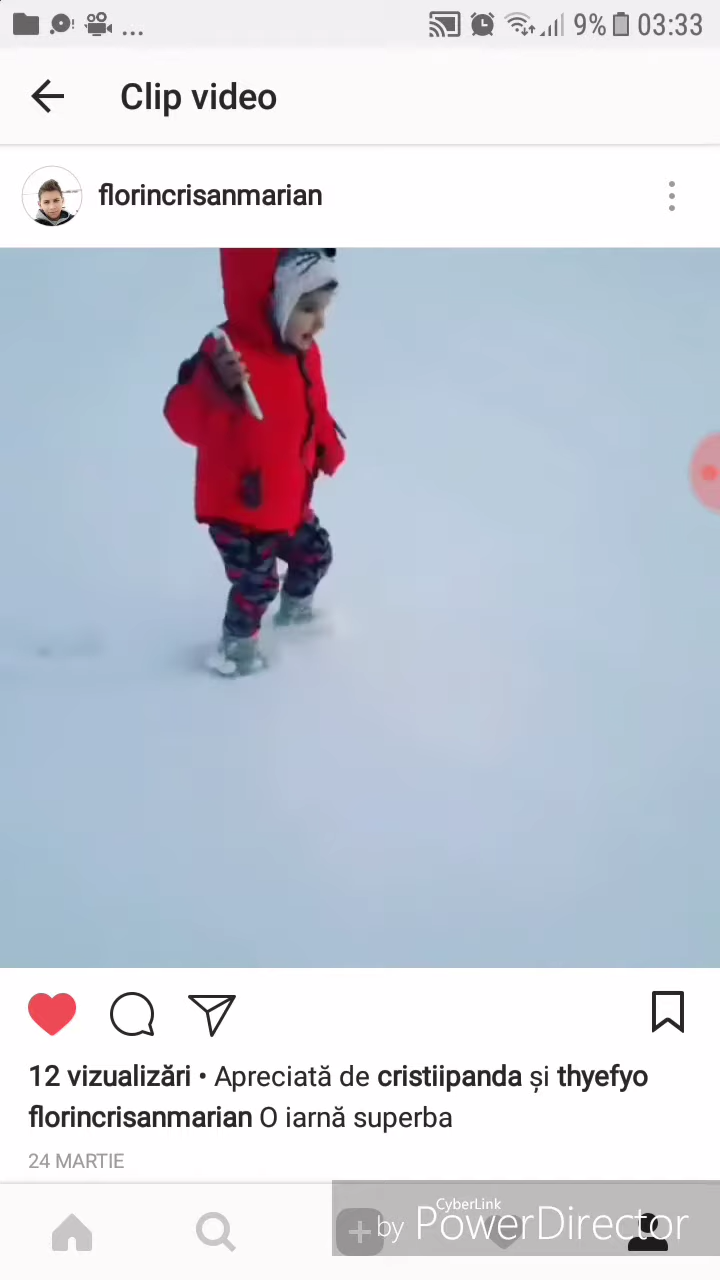 ... 9% 03:33
Clip video
florincrisanmarian
12 vizualizări • Apreciată de cristiipanda și thyefyo
florincrisanmarian O iarnă superba
24 MARTIE
CyberLink
by PowerDirector